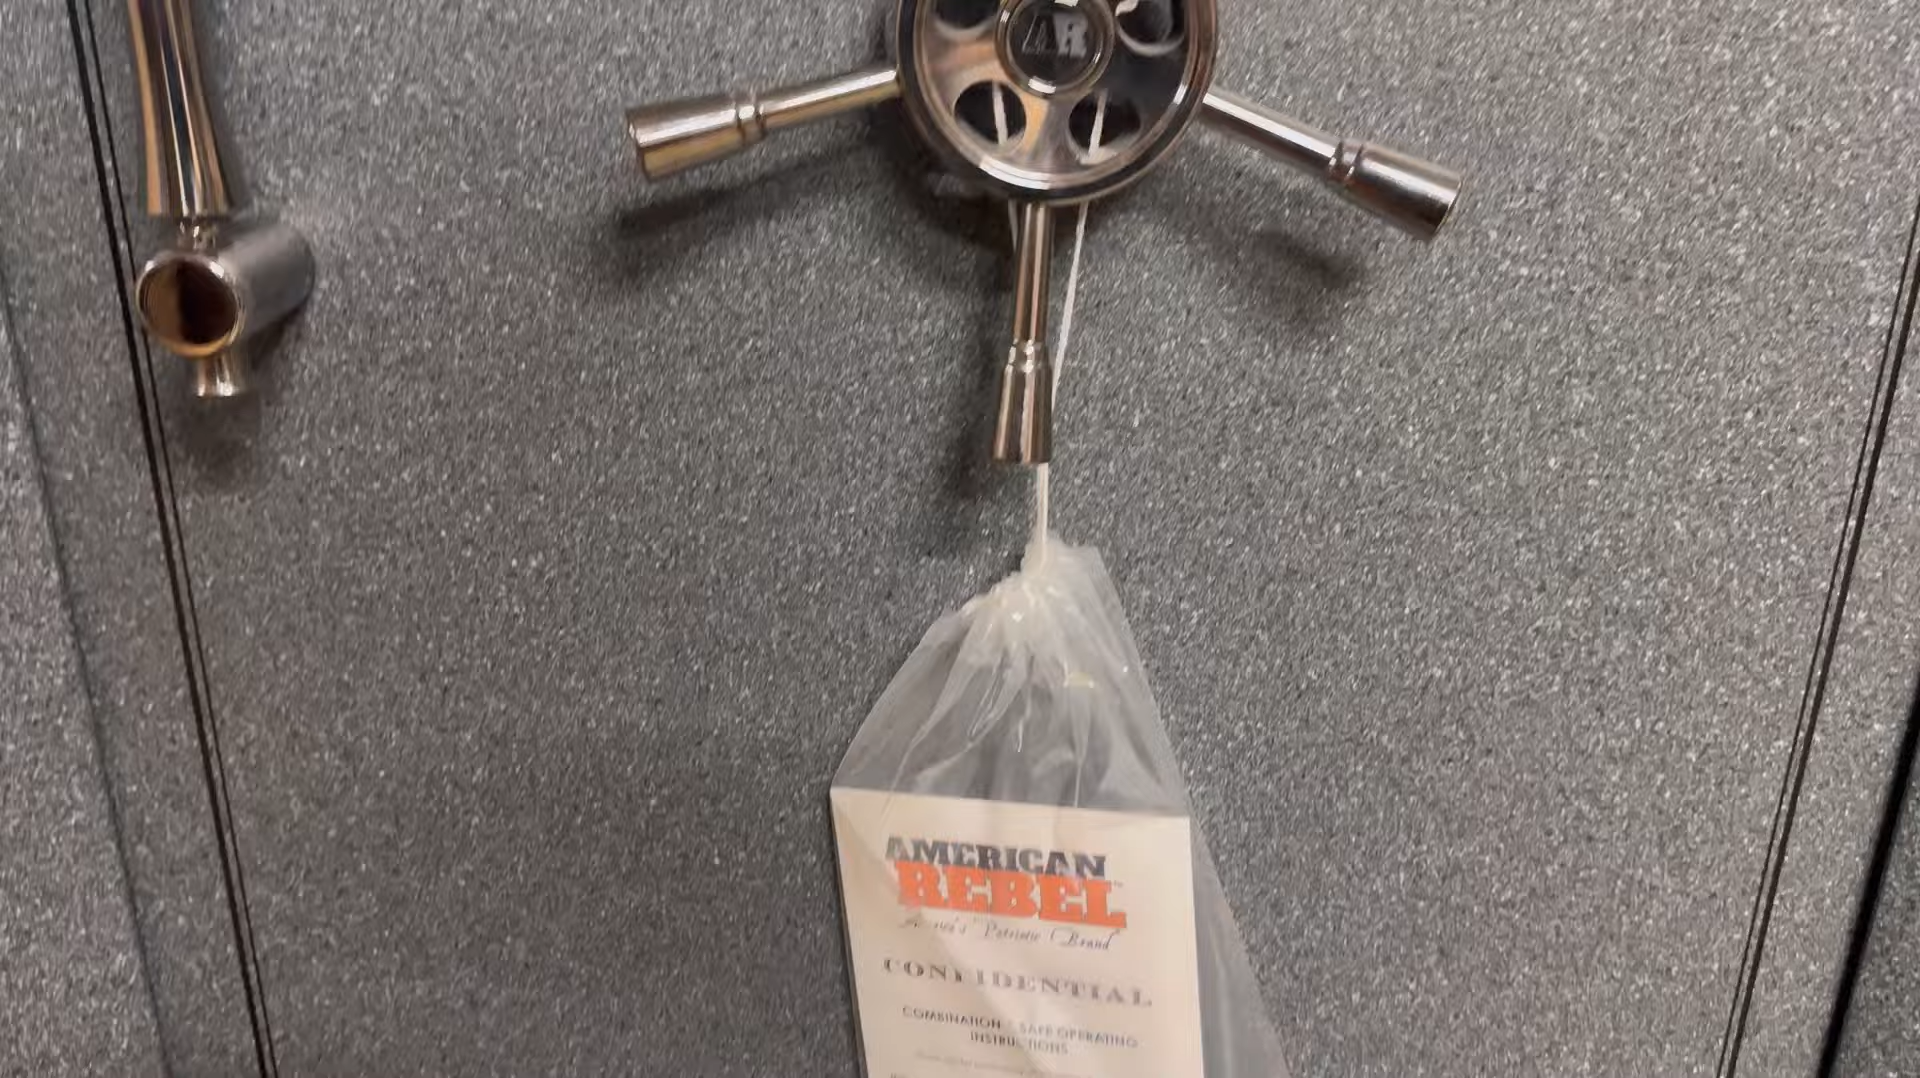 AR
AMERICAN
REBEL
America's Patriotic Brand
CONFIDENTIAL
COMBINATION & SAFE OPERATING
INSTRUCTIONS